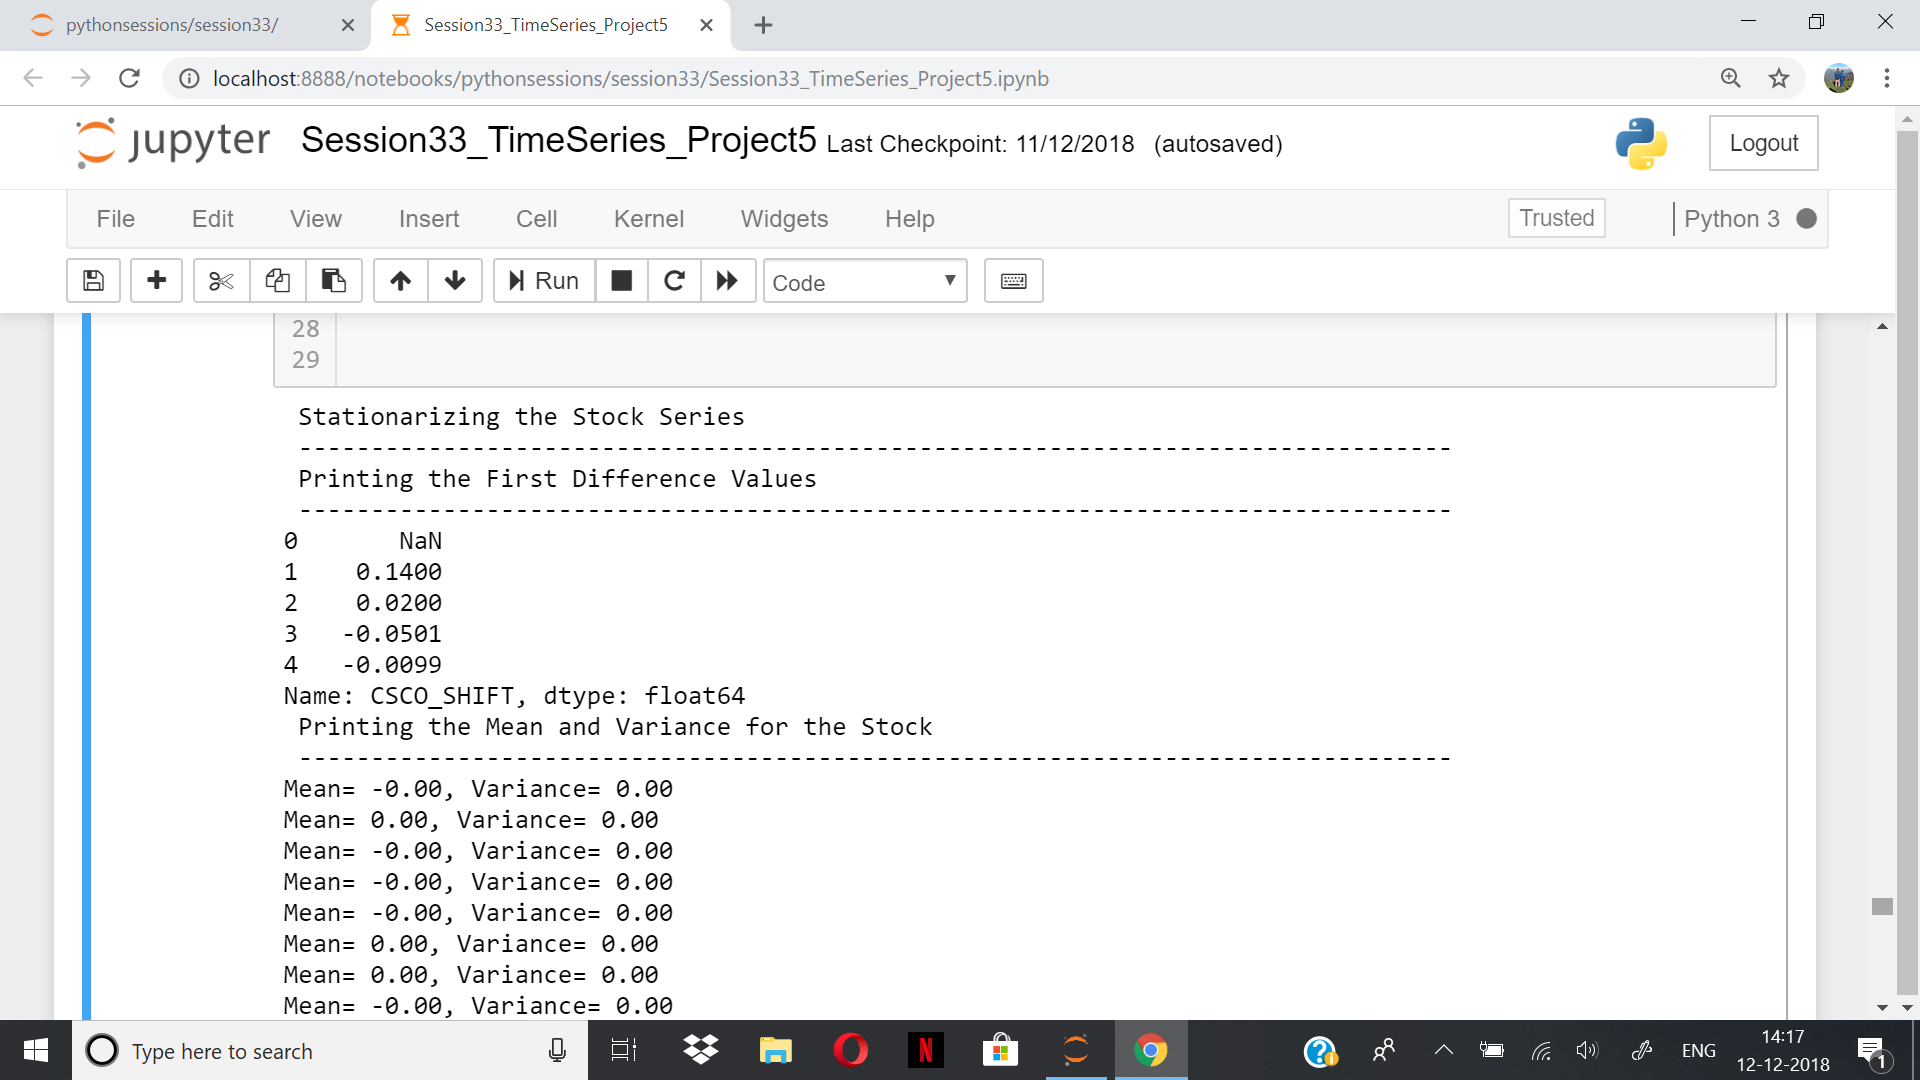 pythonsessions/session33/
Session33_TimeSeries_Project5
localhost:8888/notebooks/pythonsessions/session33/Session33_TimeSeries_Project5.ipynb
jupyter Session33_TimeSeries_Project5 Last Checkpoint: 11/12/2018 (autosaved)
Logout
File Edit View Insert Cell Kernel Widgets Help
Trusted
Python 3
Run
Code
28
29
Stationarizing the Stock Series
--------------------------------------------------------------------------------
Printing the First Difference Values
--------------------------------------------------------------------------------
0 NaN
1 0.1400
2 0.0200
3 -0.0501
4 -0.0099
Name: CSCO_SHIFT, dtype: float64
Printing the Mean and Variance for the Stock
--------------------------------------------------------------------------------
Mean= -0.00, Variance= 0.00
Mean= 0.00, Variance= 0.00
Mean= -0.00, Variance= 0.00
Mean= -0.00, Variance= 0.00
Mean= -0.00, Variance= 0.00
Mean= 0.00, Variance= 0.00
Mean= 0.00, Variance= 0.00
Mean= -0.00, Variance= 0.00
Type here to search
N
ENG
14:17
12-12-2018
1